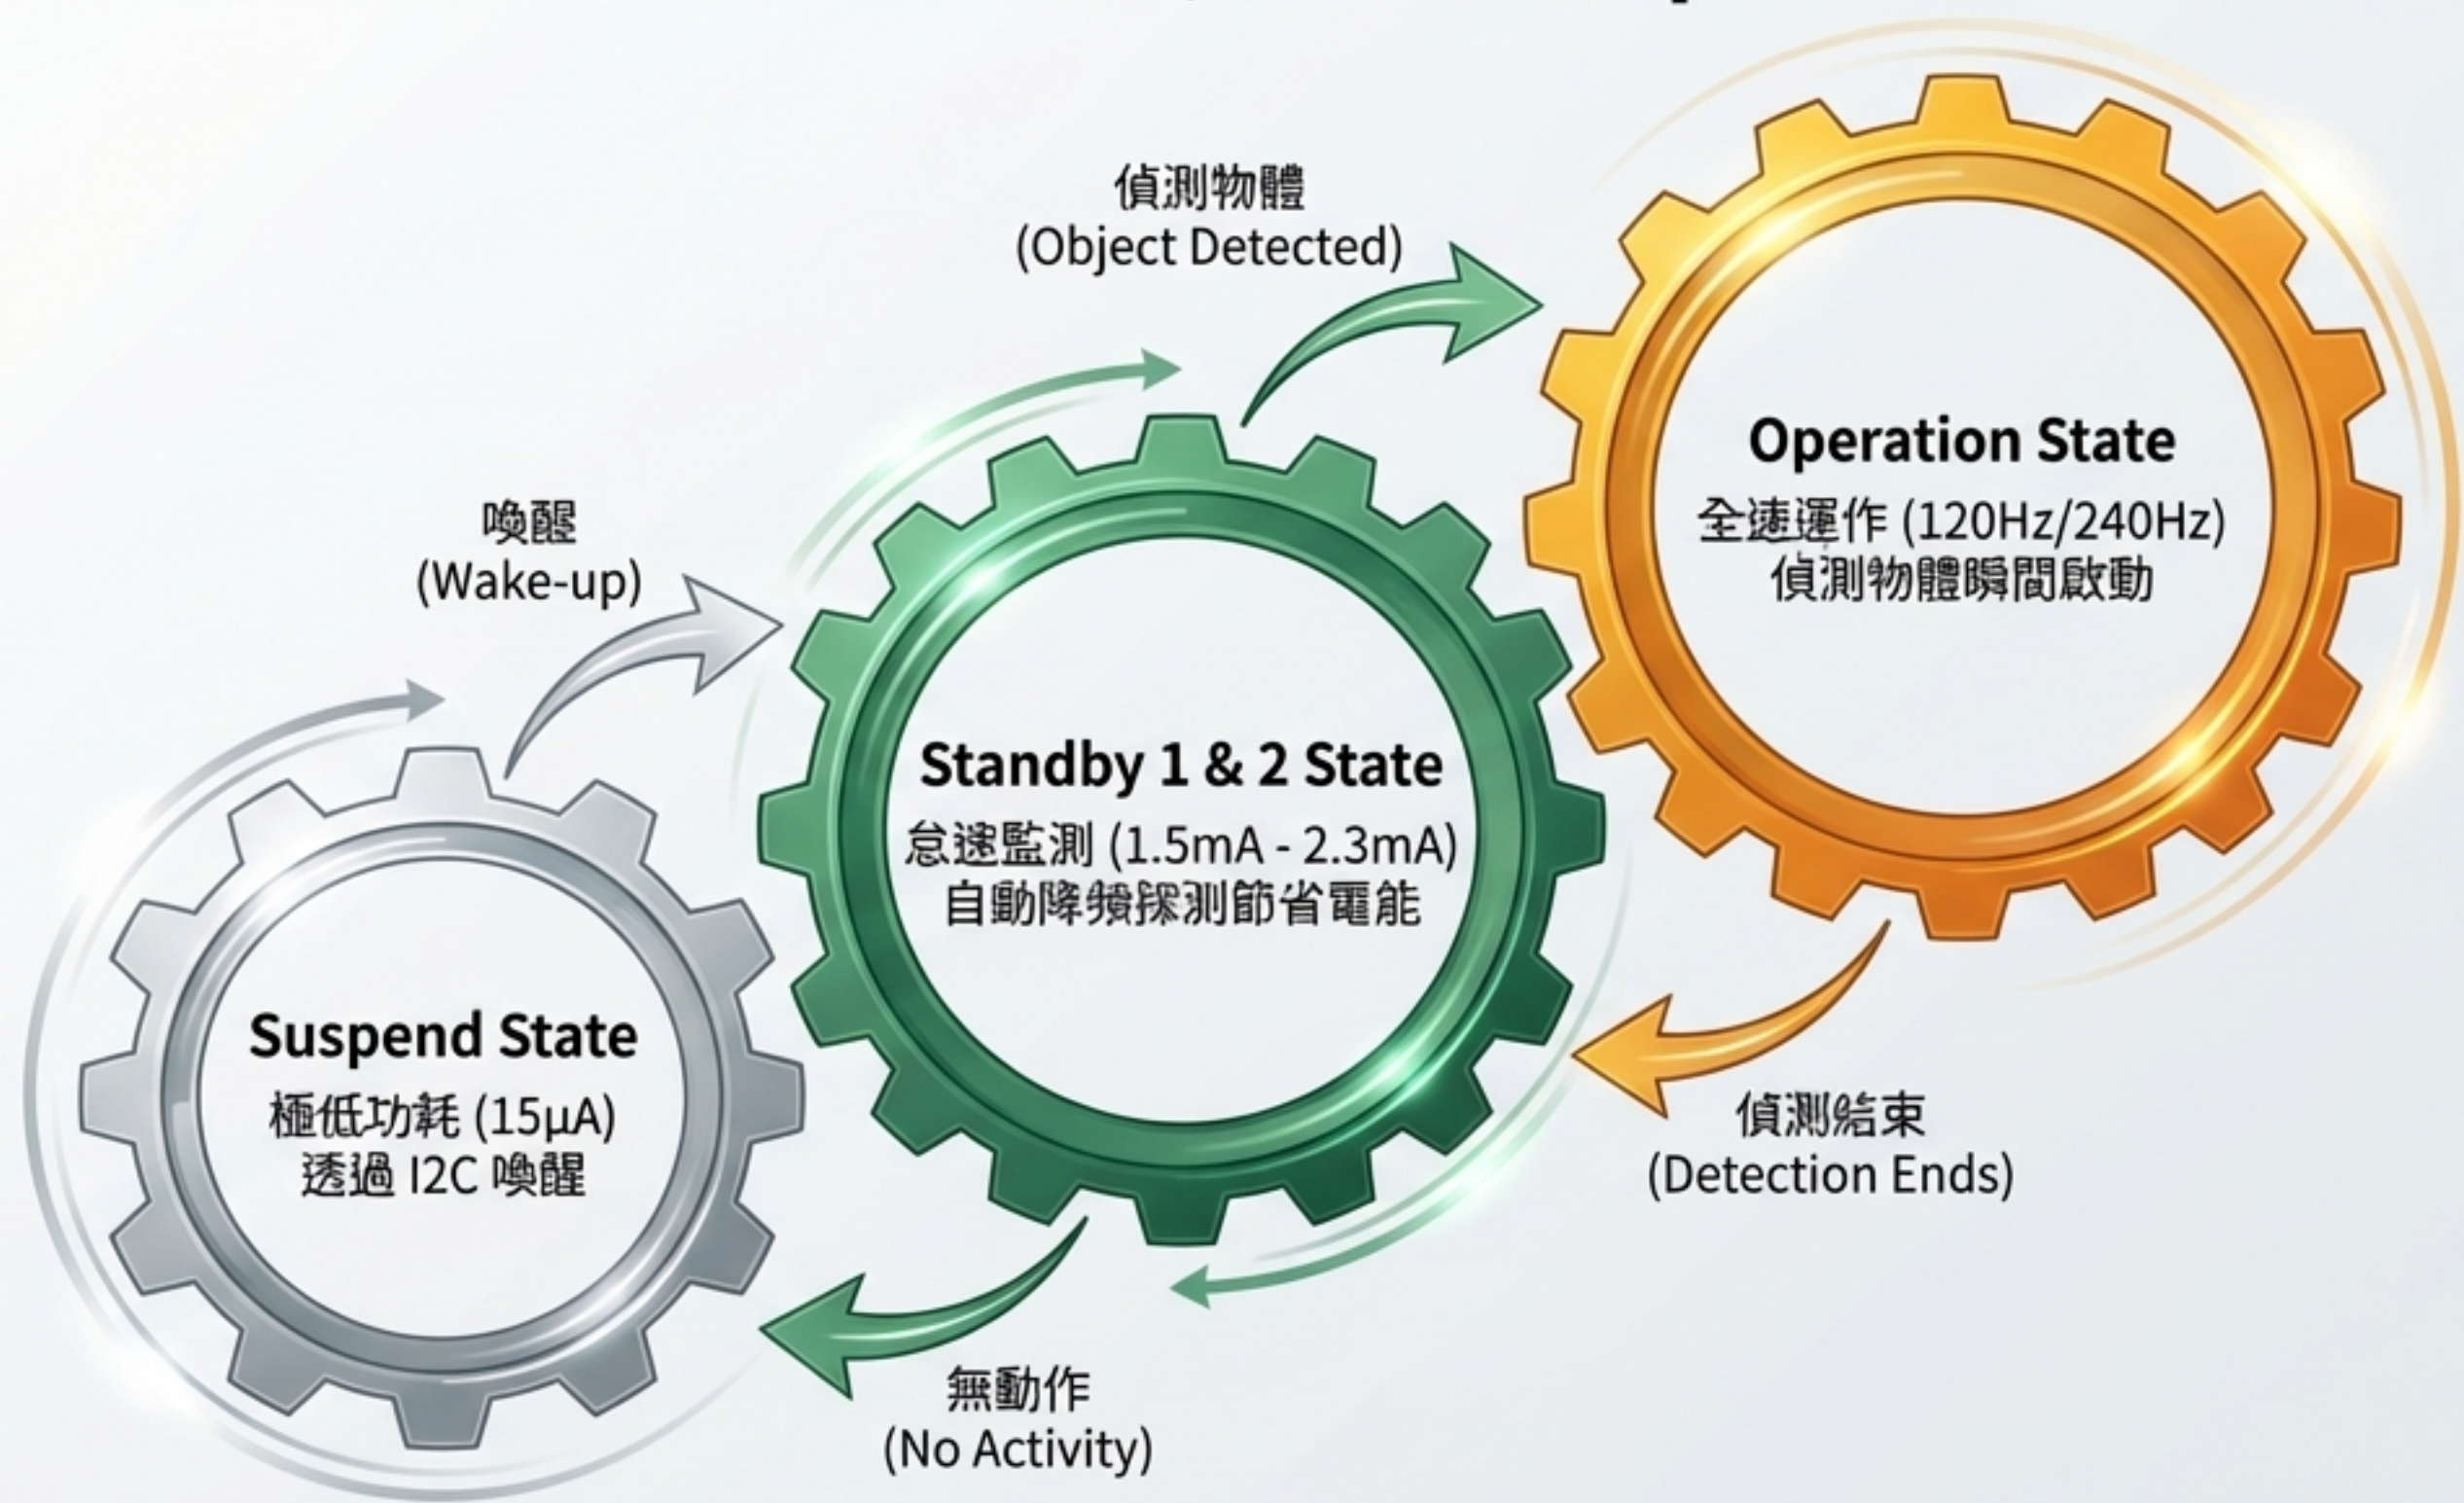 偵測物體
(Object Detected)
喚醒
(Wake-up)
Operation State
全速運作 (120Hz/240Hz)
偵測物體瞬間啟動
Standby 1 & 2 State
怠速監測 (1.5mA - 2.3mA)
自動降頻探測節省電能
Suspend State
極低功耗 (15μA)
透過 I2C 喚醒
偵測結束
(Detection Ends)
無動作
(No Activity)